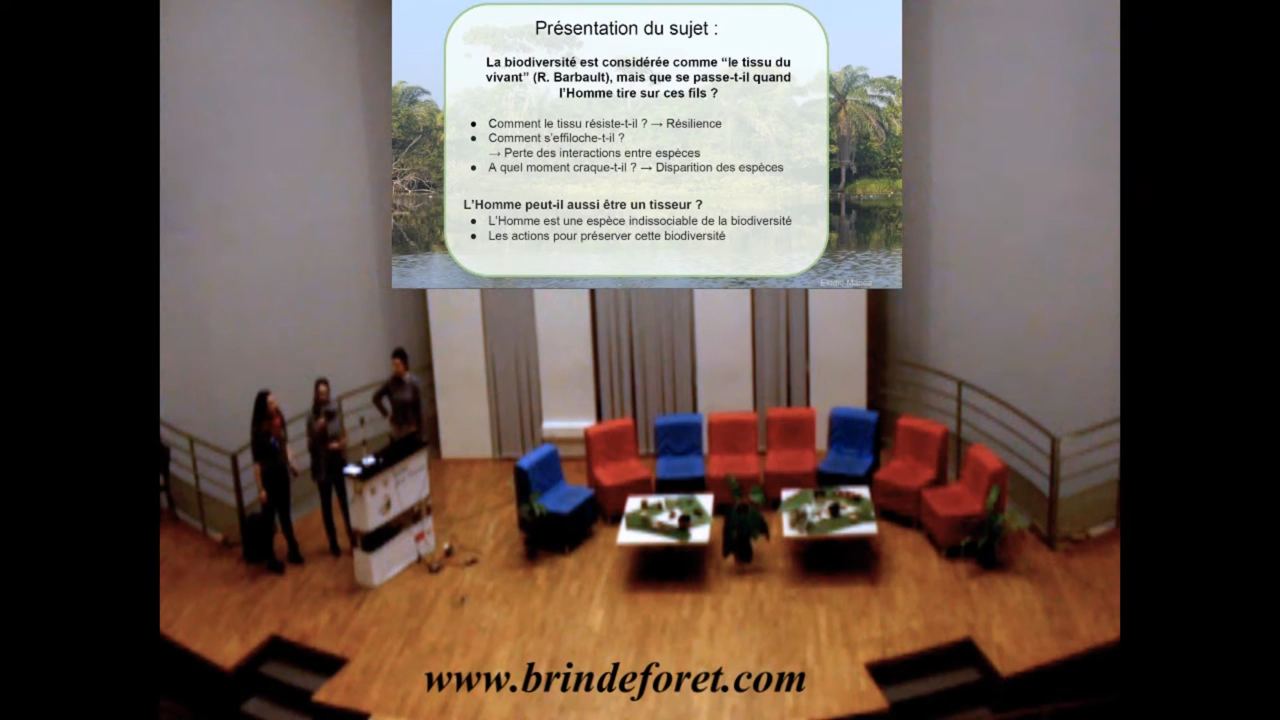 Présentation du sujet :
La biodiversité est considérée comme “le tissu du
vivant” (R. Barbault), mais que se passe-t-il quand
l’Homme tire sur ces fils ?
● Comment le tissu résiste-t-il ? → Résilience
● Comment s’effiloche-t-il ?
→ Perte des interactions entre espèces
● A quel moment craque-t-il ? → Disparition des espèces
L’Homme peut-il aussi être un tisseur ?
● L’Homme est une espèce indissociable de la biodiversité
● Les actions pour préserver cette biodiversité
www.brindeforet.com